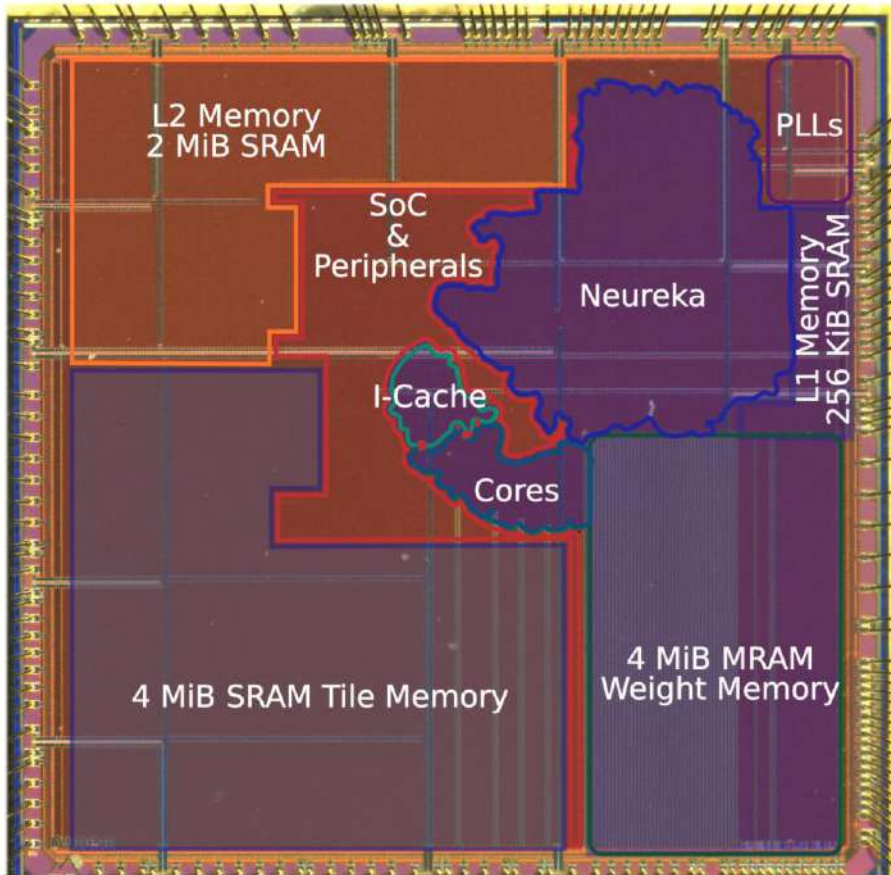 L2 Memory
2 MiB SRAM
PLLs
SoC
&
Peripherals
Neureka
L1 Memory
256 KiB SRAM
I-Cache
Cores
4 MiB SRAM Tile Memory
4 MiB MRAM
Weight Memory